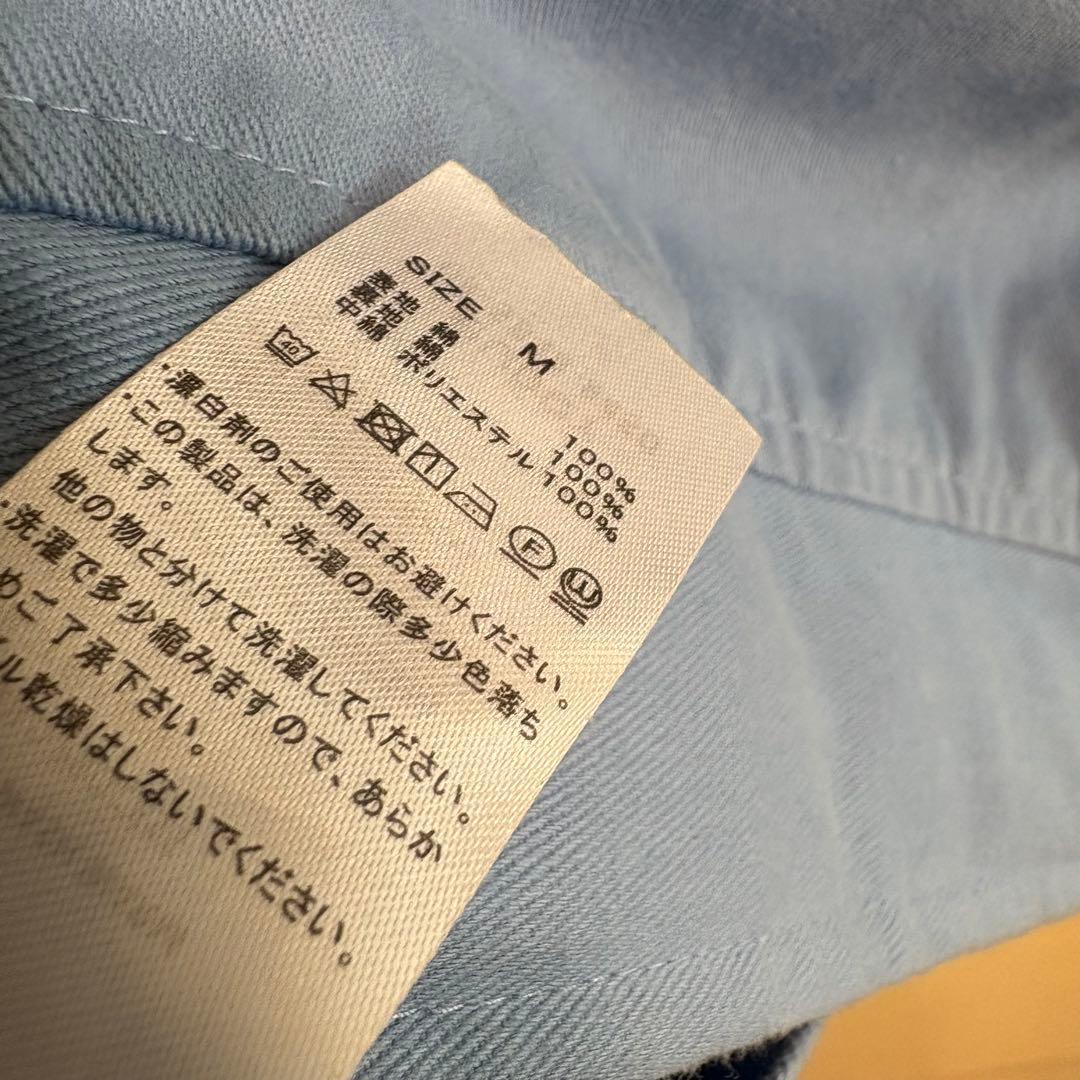 SIZE M
表地 綿 100%
裏地 綿 100%
中綿 ポリエステル 100%
40 F W
・漂白剤のご使用はお避けください。
・この製品は、洗濯の際多少色落ち
します。
他の物と分けて洗濯してください。
・洗濯で多少縮みますので、あらか
めご了承下さい。
ル乾燥はしないでください。